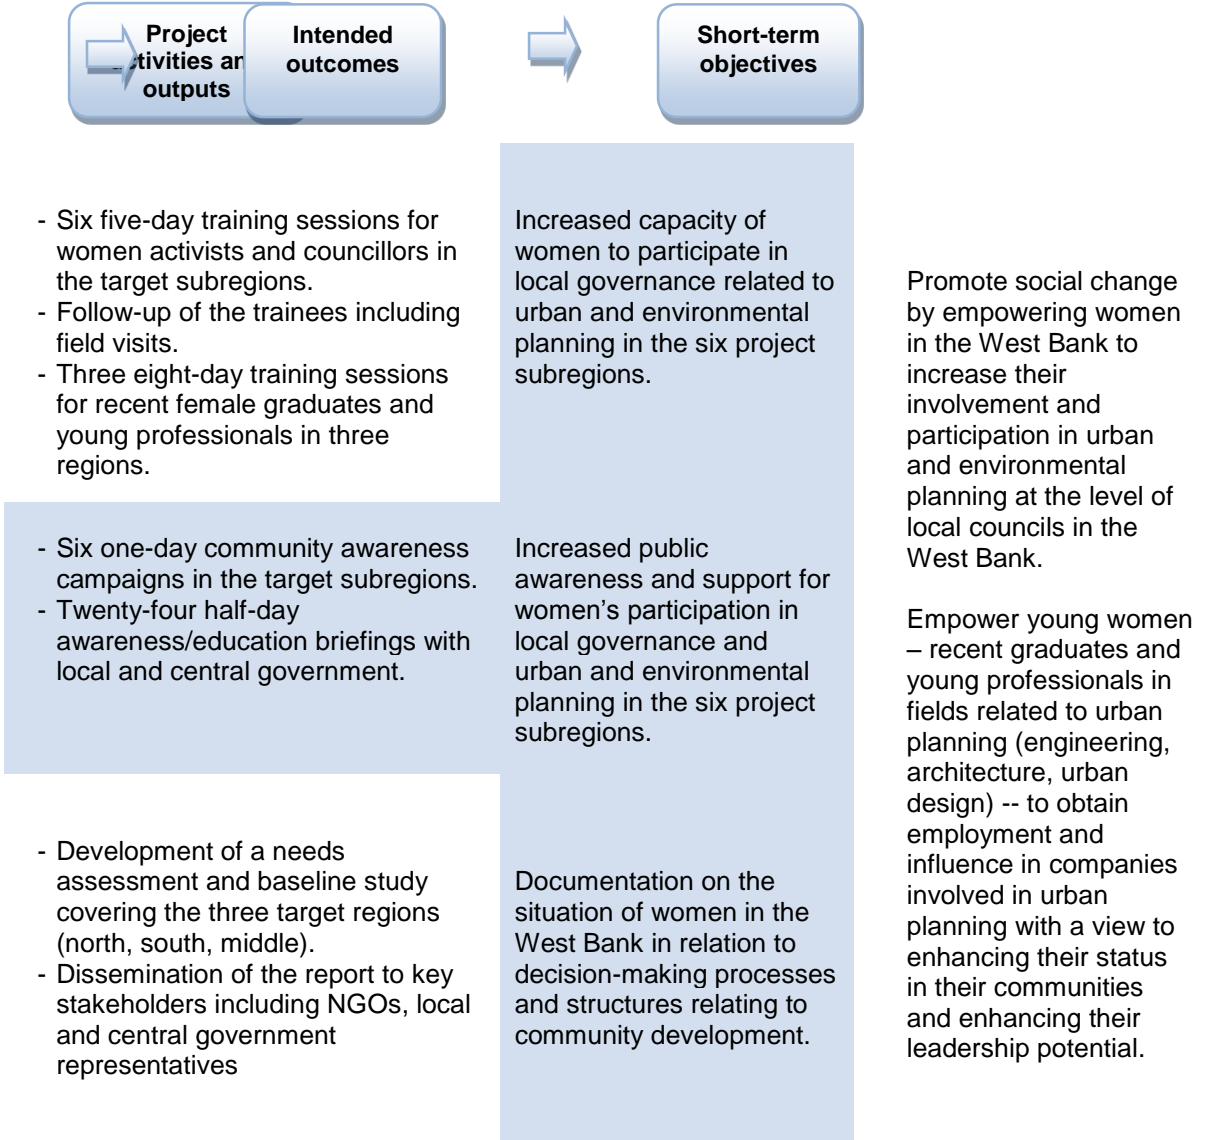 Project
activities an
outputs
Intended
outcomes
Short-term
objectives
- Six five-day training sessions for
women activists and councillors in
the target subregions.
- Follow-up of the trainees including
field visits.
- Three eight-day training sessions
for recent female graduates and
young professionals in three
regions.
- Six one-day community awareness
campaigns in the target subregions.
- Twenty-four half-day
awareness/education briefings with
local and central government.
- Development of a needs
assessment and baseline study
covering the three target regions
(north, south, middle).
- Dissemination of the report to key
stakeholders including NGOs, local
and central government
representatives
Increased capacity of
women to participate in
local governance related to
urban and environmental
planning in the six project
subregions.
Increased public
awareness and support for
women’s participation in
local governance and
urban and environmental
planning in the six project
subregions.
Documentation on the
situation of women in the
West Bank in relation to
decision-making processes
and structures relating to
community development.
Promote social change
by empowering women
in the West Bank to
increase their
involvement and
participation in urban
and environmental
planning at the level of
local councils in the
West Bank.
Empower young women
– recent graduates and
young professionals in
fields related to urban
planning (engineering,
architecture, urban
design) -- to obtain
employment and
influence in companies
involved in urban
planning with a view to
enhancing their status
in their communities
and enhancing their
leadership potential.